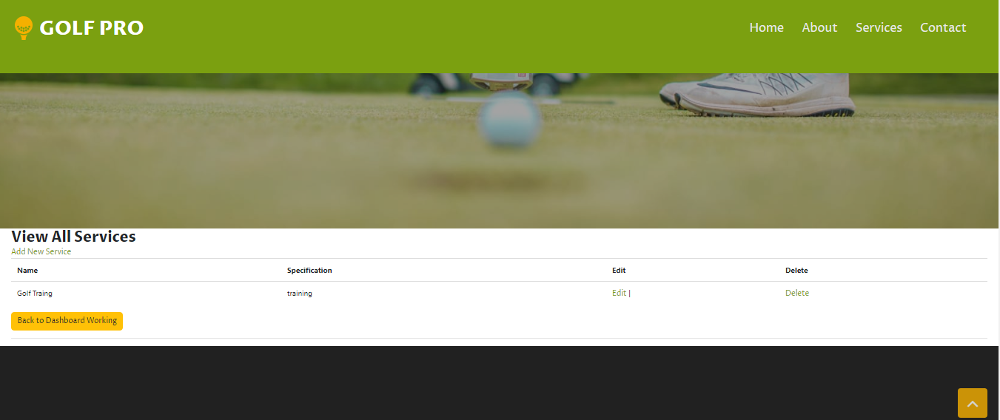 GOLF PRO
Home About Services Contact
View All Services
Add New Service
Name Specification Edit Delete
Golf Traing training Edit | Delete
Back to Dashboard Working